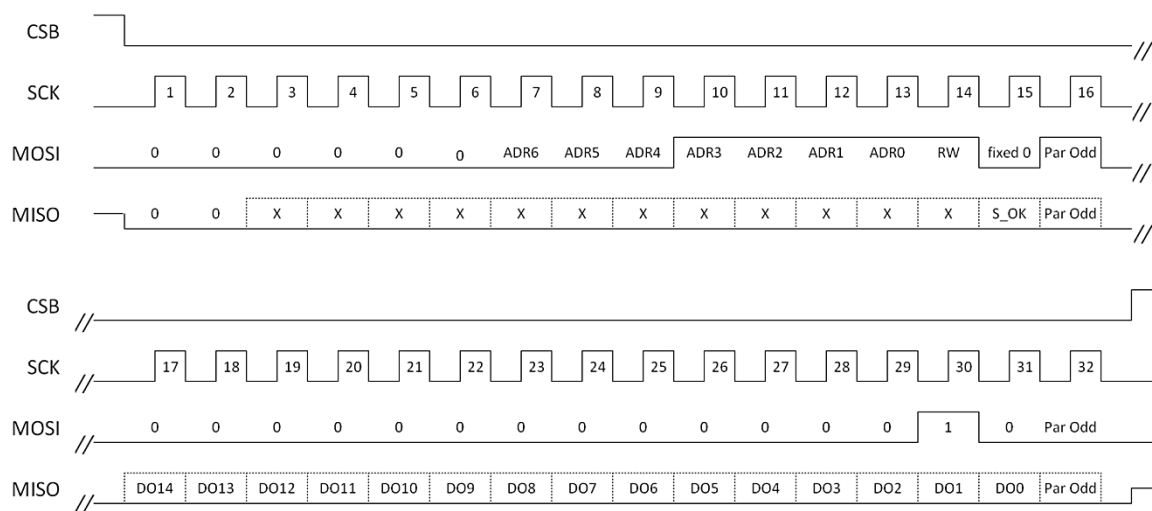 CSB
//
SCK 1 2 3 4 5 6 7 8 9 10 11 12 13 14 15 16
//
MOSI 0 0 0 0 0 0 ADR6 ADR5 ADR4 ADR3 ADR2 ADR1 ADR0 RW fixed 0 Par Odd
//
MISO 0 0 X X X X X X X X X X X X S_OK Par Odd
//
CSB
//
SCK 17 18 19 20 21 22 23 24 25 26 27 28 29 30 31 32
//
MOSI 0 0 0 0 0 0 0 0 0 0 0 0 0 1 0 Par Odd
//
MISO DO14 DO13 DO12 DO11 DO10 DO9 DO8 DO7 DO6 DO5 DO4 DO3 DO2 DO1 DO0 Par Odd
//